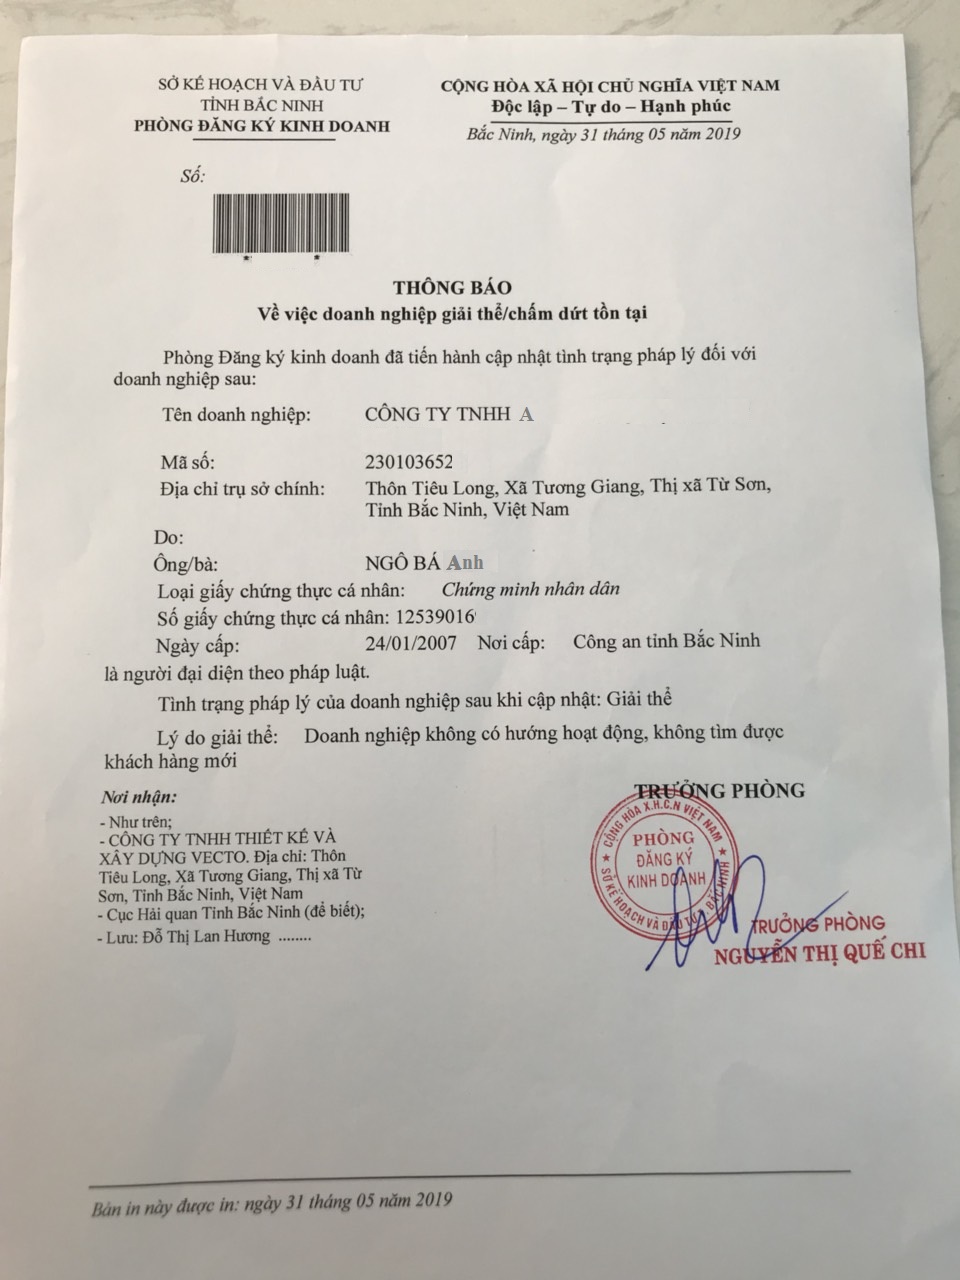 SỞ KẾ HOẠCH VÀ ĐẦU TƯ
TỈNH BẮC NINH
PHÒNG ĐĂNG KÝ KINH DOANH
CỘNG HÒA XÃ HỘI CHỦ NGHĨA VIỆT NAM
Độc lập – Tự do – Hạnh phúc
Bắc Ninh, ngày 31 tháng 05 năm 2019
Số:
* *
THÔNG BÁO
Về việc doanh nghiệp giải thể/chấm dứt tồn tại
Phòng Đăng ký kinh doanh đã tiến hành cập nhật tình trạng pháp lý đối với
doanh nghiệp sau:
Tên doanh nghiệp: CÔNG TY TNHH A
Mã số: 230103652
Địa chỉ trụ sở chính: Thôn Tiêu Long, Xã Tương Giang, Thị xã Từ Sơn,
Tỉnh Bắc Ninh, Việt Nam
Do:
Ông/bà: NGÔ BÁ Anh
Loại giấy chứng thực cá nhân: Chứng minh nhân dân
Số giấy chứng thực cá nhân: 12539016
Ngày cấp: 24/01/2007 Nơi cấp: Công an tỉnh Bắc Ninh
là người đại diện theo pháp luật.
Tình trạng pháp lý của doanh nghiệp sau khi cập nhật: Giải thể
Lý do giải thể: Doanh nghiệp không có hướng hoạt động, không tìm được
khách hàng mới
Nơi nhận:
- Như trên;
- CÔNG TY TNHH THIẾT KẾ VÀ
XÂY DỰNG VECTO. Địa chỉ: Thôn
Tiêu Long, Xã Tương Giang, Thị xã Từ
Sơn, Tỉnh Bắc Ninh, Việt Nam
- Cục Hải quan Tỉnh Bắc Ninh (để biết);
- Lưu: Đỗ Thị Lan Hương ........
TRƯỞNG PHÒNG
CỘNG HÒA X.H.C.N VIỆT NAM
PHÒNG
ĐĂNG KÝ
KINH DOANH
★ SỞ KẾ HOẠCH VÀ ĐẦU TƯ BẮC NINH ★
TRƯỞNG PHÒNG
NGUYỄN THỊ QUẾ CHI
Bản in này được in: ngày 31 tháng 05 năm 2019